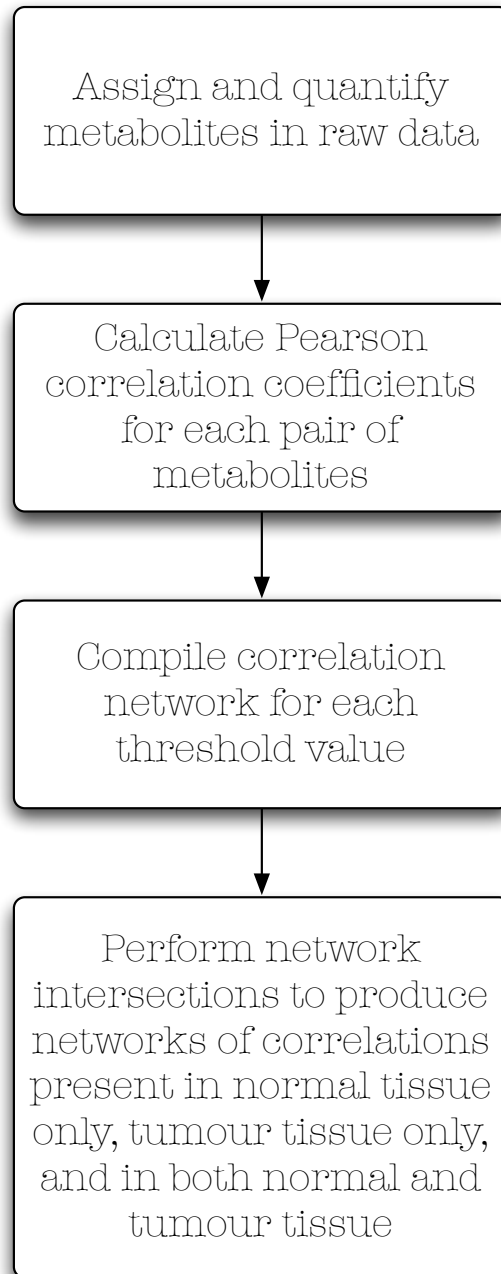 Assign and quantify
metabolites in raw data
Calculate Pearson
correlation coefficients
for each pair of
metabolites
Compile correlation
network for each
threshold value
Perform network
intersections to produce
networks of correlations
present in normal tissue
only, tumour tissue only,
and in both normal and
tumour tissue